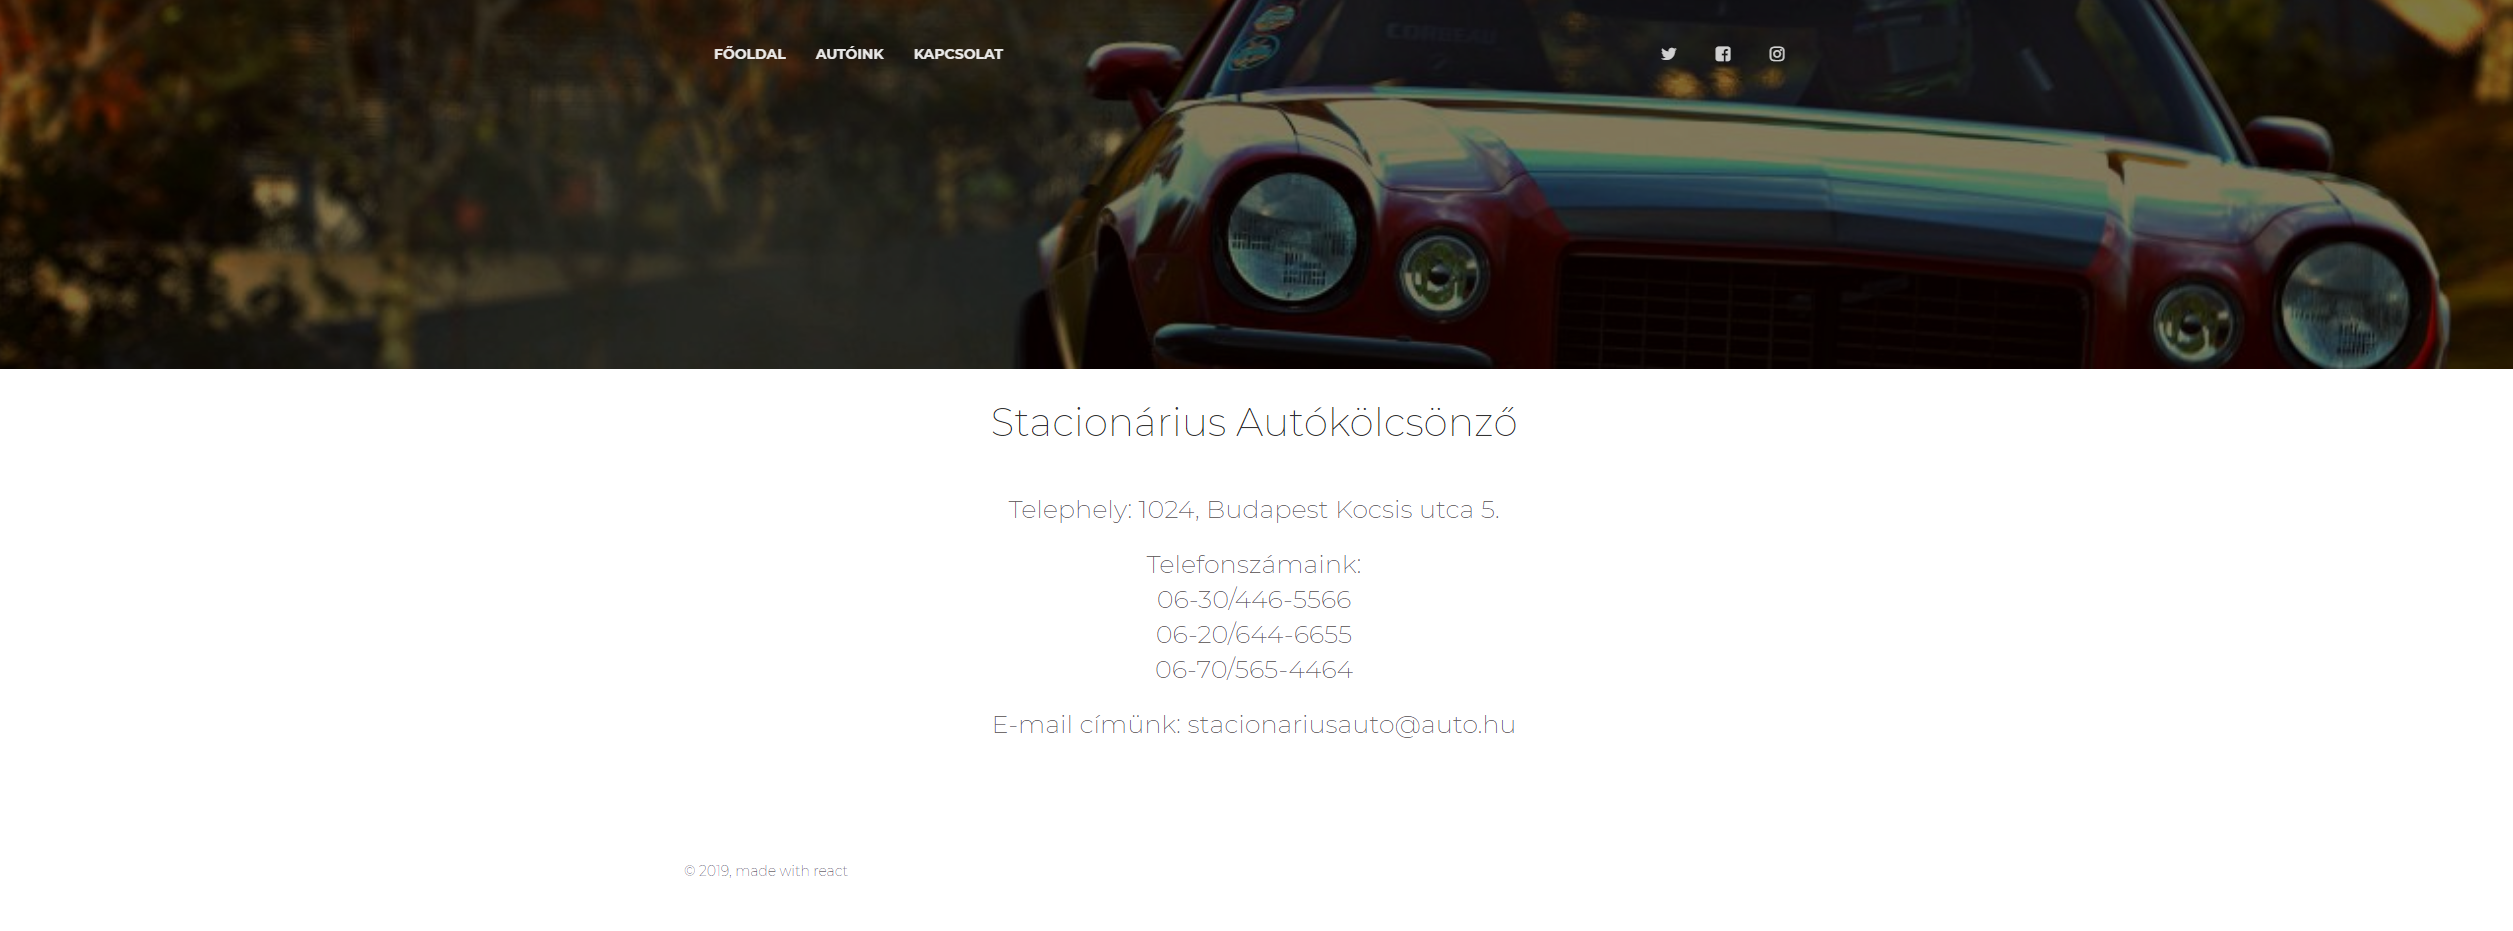 FŐOLDAL AUTÓINK KAPCSOLAT
CORBEAU
Stacionárius Autókölcsönző
Telephely: 1024, Budapest Kocsis utca 5.
Telefonszámaink:
06-30/446-5566
06-20/644-6655
06-70/565-4464
E-mail címünk: stacionariusauto@auto.hu
© 2019, made with react